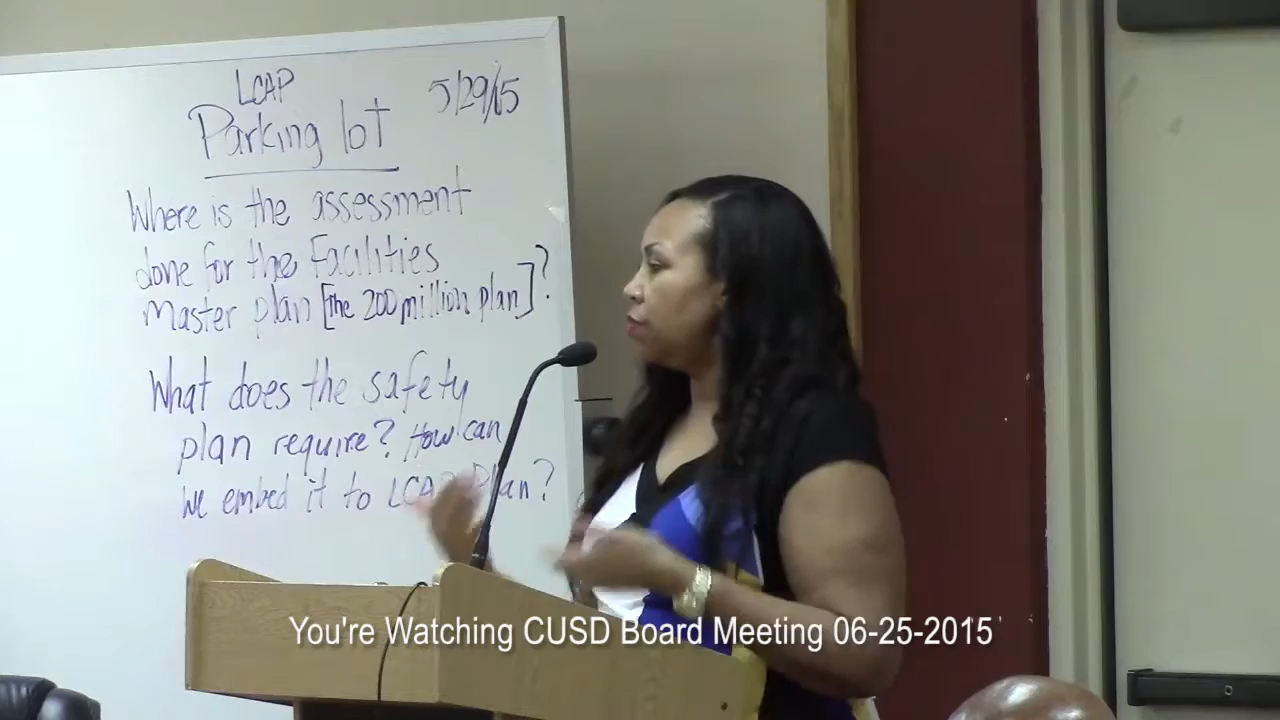 LCAP
Parking lot
5/29/15
Where is the assessment
done for the Facilities
Master plan [the 200 million plan]?
What does the safety
plan require? How can
we embed it to LCAP Plan?
You're Watching CUSD Board Meeting 06-25-2015